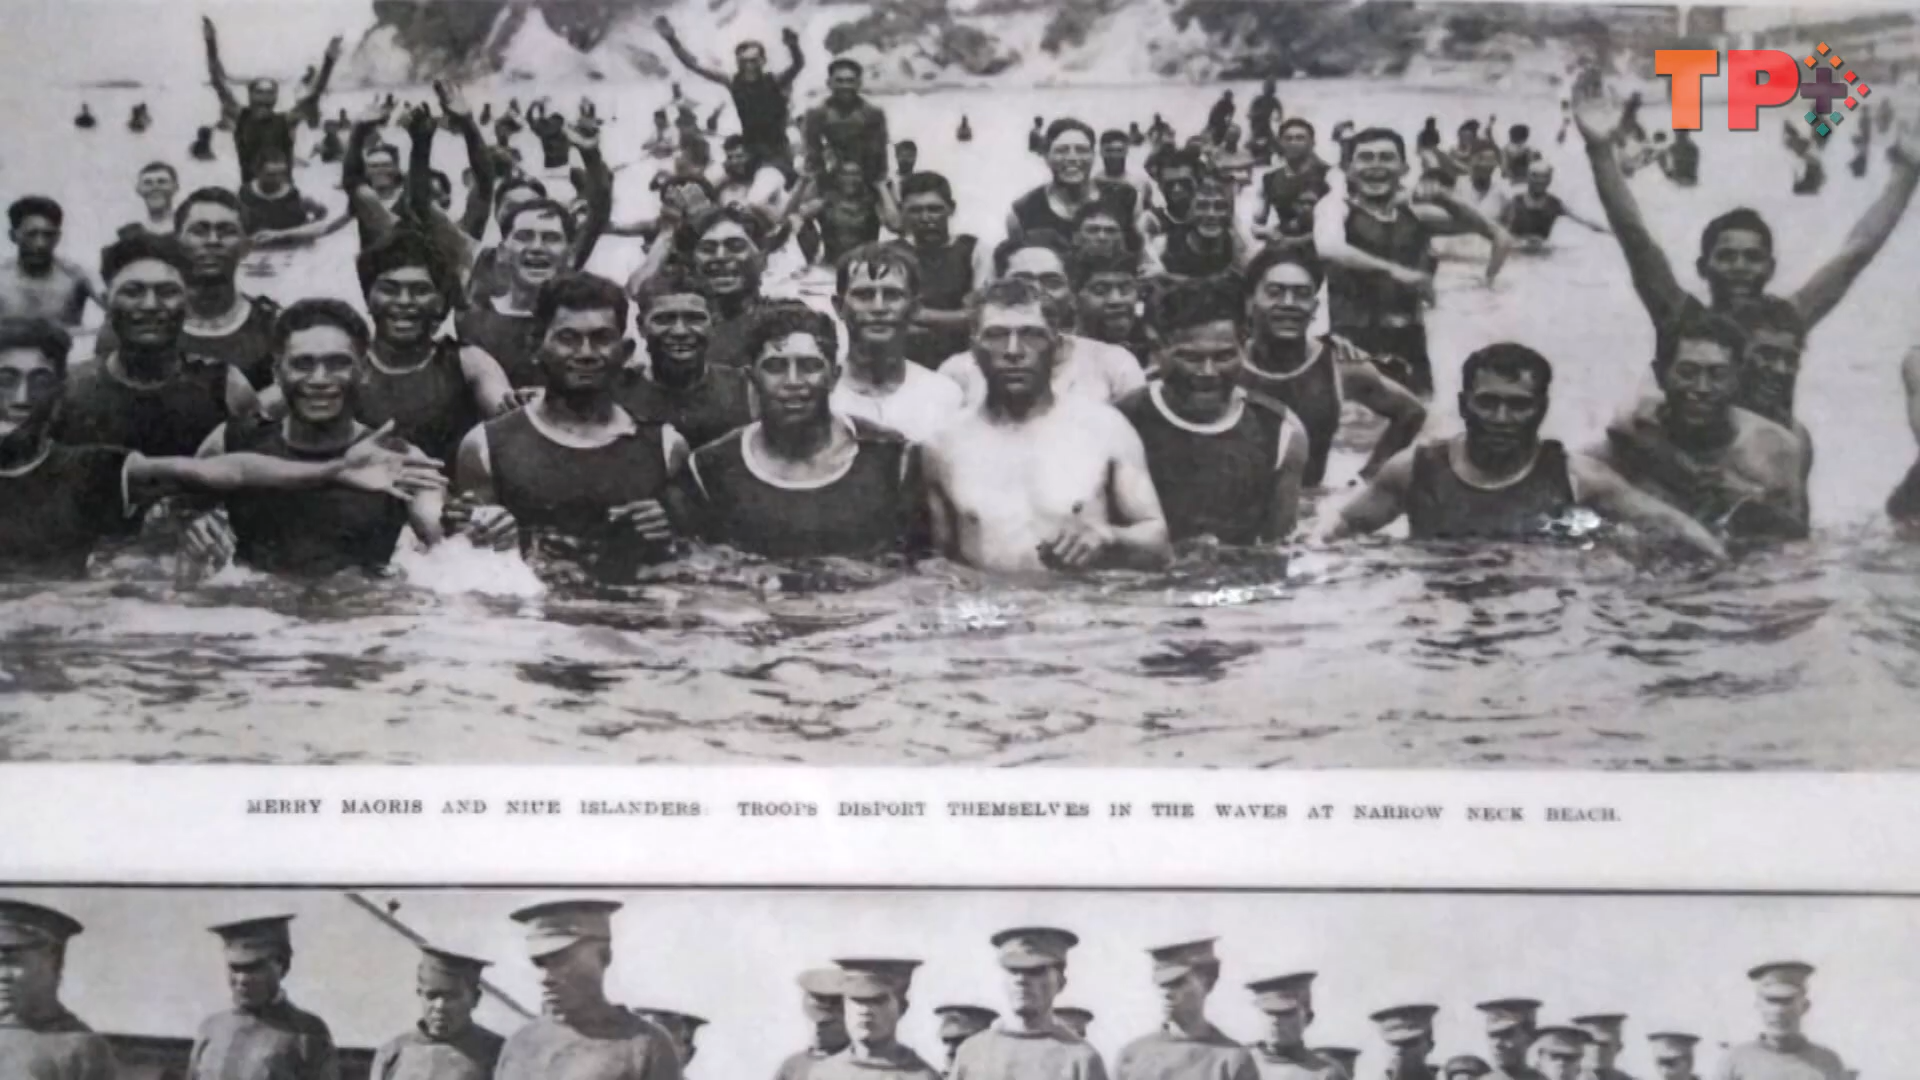 TP+
MERRY MAORIS AND NIUE ISLANDERS: TROOPS DISPORT THEMSELVES IN THE WAVES AT NARROW NECK BEACH.